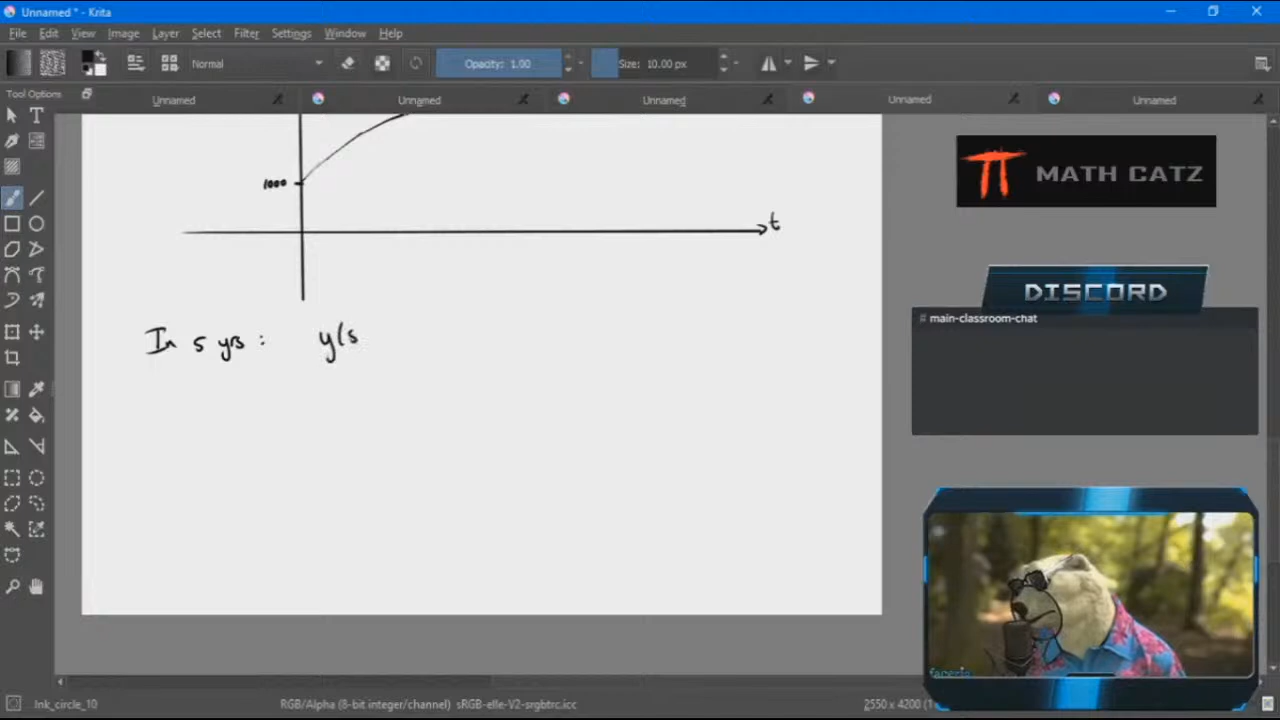 Unnamed * - Krita
File Edit View Image Layer Select Filter Settings Window Help
Normal Opacity: 1.00 Size: 10.00 px
Tool Options
Unnamed Unnamed Unnamed Unnamed Unnamed
MATH CATZ
1000
t
DISCORD
# main-classroom-chat
In 5 yrs : y(5
facerig
Ink_circle_10 RGB/Alpha (8-bit integer/channel) sRGB-elle-V2-srgbtrc.icc 2550 x 4200 (1